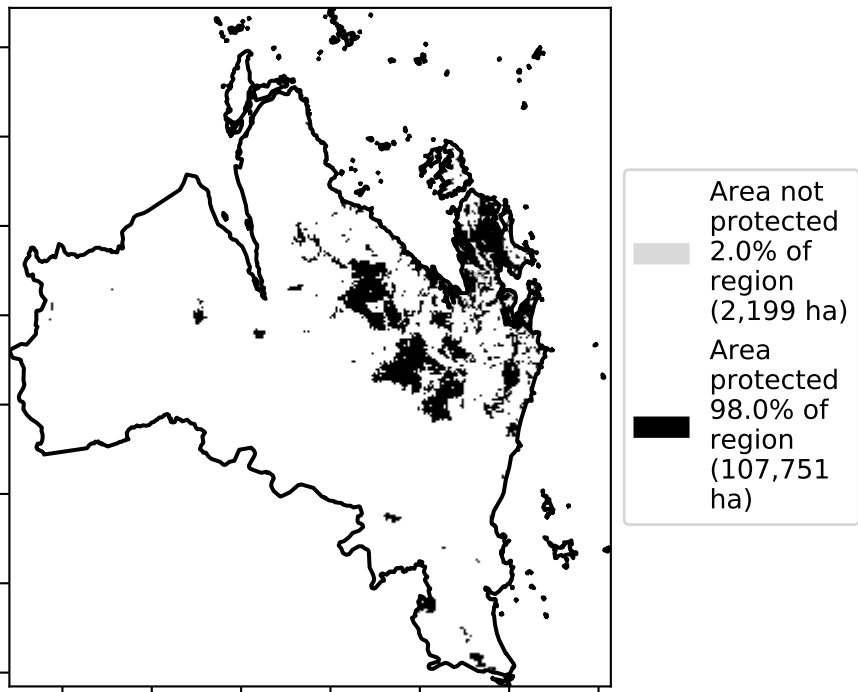 Area not
protected
2.0% of
region
(2,199 ha)
Area
protected
98.0% of
region
(107,751
ha)